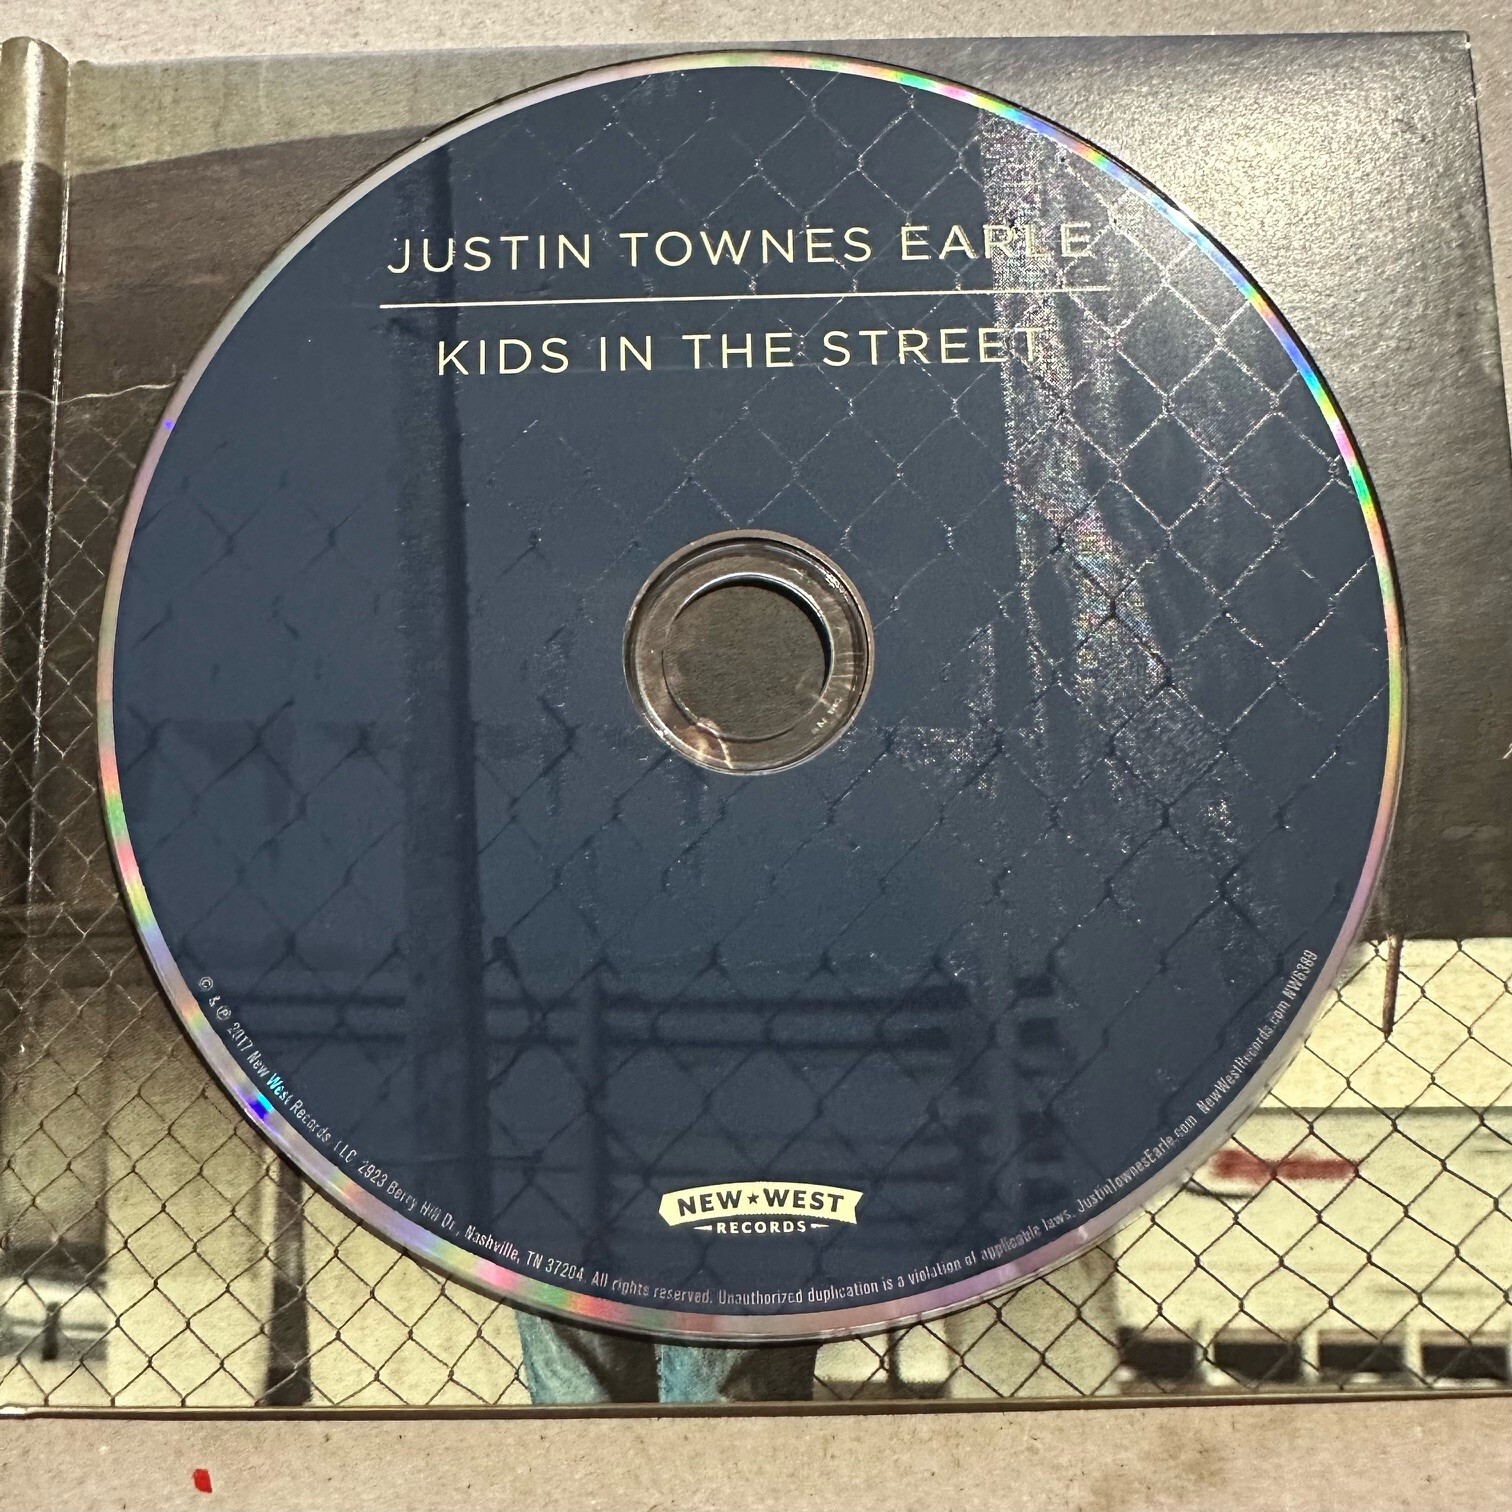 JUSTIN TOWNES EARLE
KIDS IN THE STREET
NEW★WEST
RECORDS
© & ℗ 2017 New West Records, LLC, 2923 Berry Hill Dr., Nashville, TN 37204. All rights reserved. Unauthorized duplication is a violation of applicable laws. JustinTownesEarle.com NewWestRecords.com NW6389